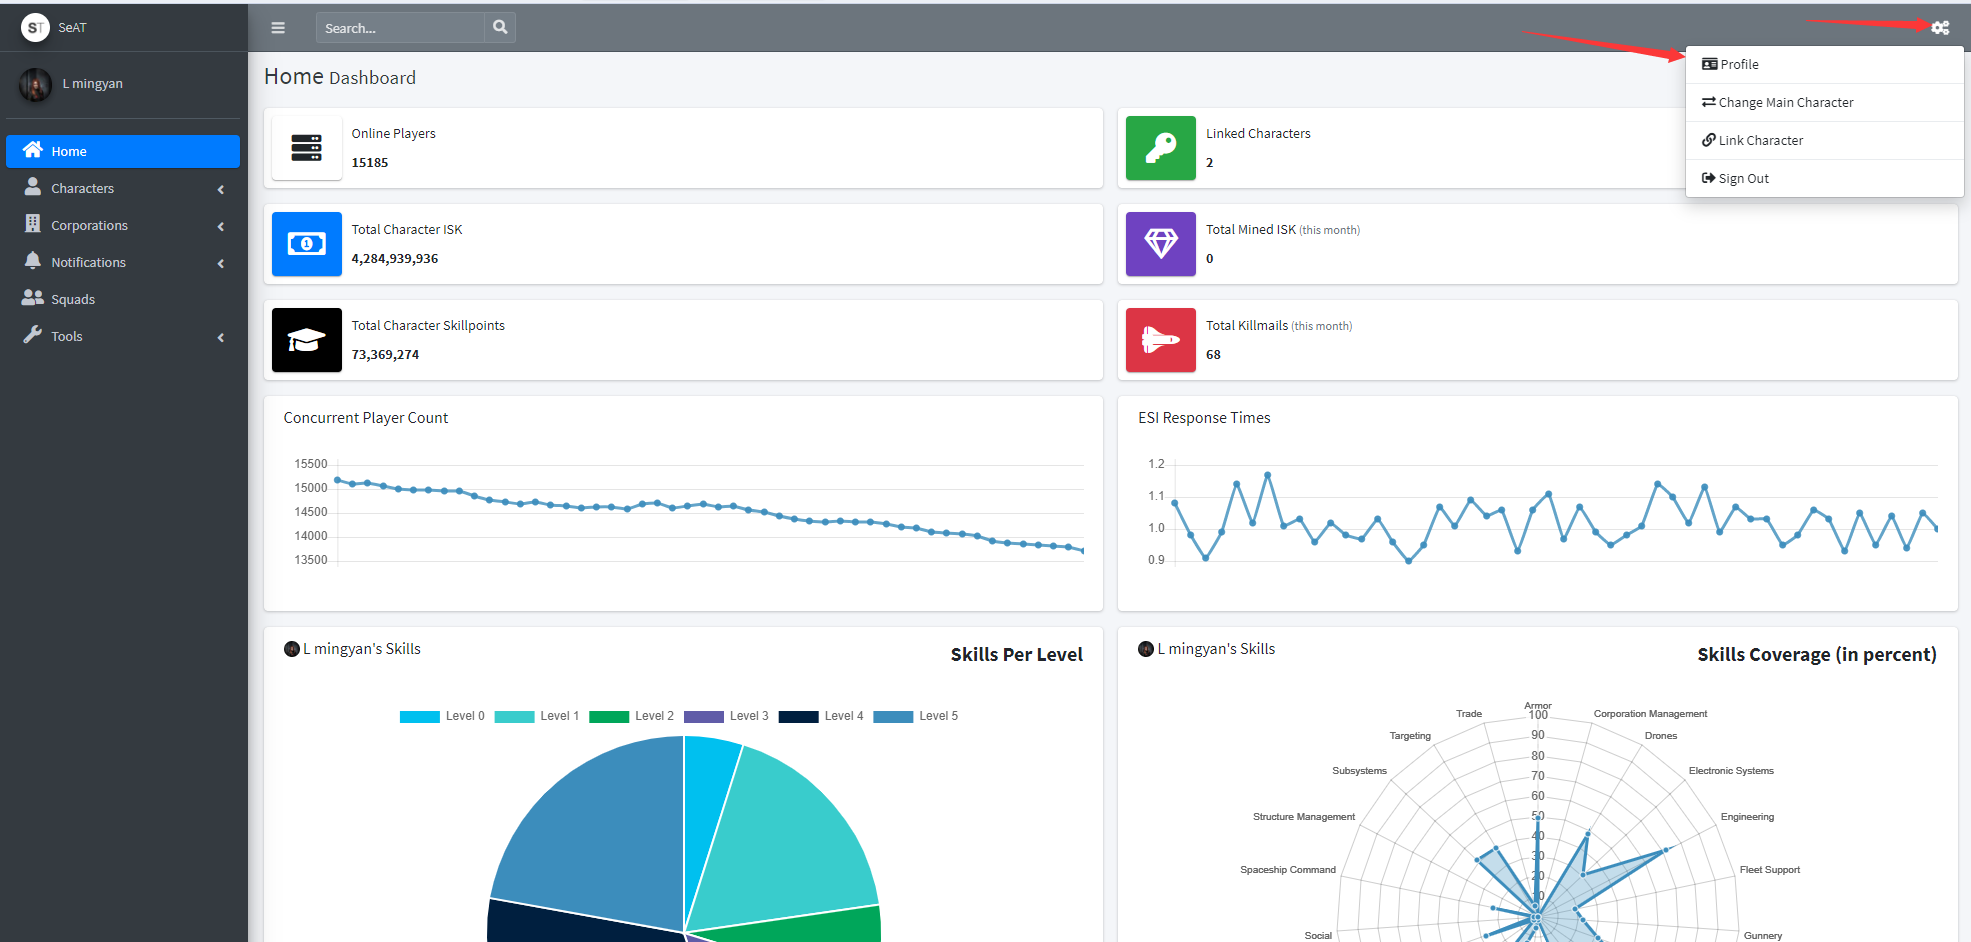 ST SeAT
Search...
L mingyan
Home
Characters
Corporations
Notifications
Squads
Tools
Profile
Change Main Character
Link Character
Sign Out
Home Dashboard
Online Players
15185
Linked Characters
2
Total Character ISK
4,284,939,936
Total Mined ISK (this month)
0
Total Character Skillpoints
73,369,274
Total Killmails (this month)
68
Concurrent Player Count
15500
15000
14500
14000
13500
ESI Response Times
1.2
1.1
1.0
0.9
L mingyan's Skills
Skills Per Level
Level 0 Level 1 Level 2 Level 3 Level 4 Level 5
L mingyan's Skills
Skills Coverage (in percent)
Armor
Trade
Corporation Management
Targeting
Drones
Subsystems
Electronic Systems
Structure Management
Engineering
Spaceship Command
Fleet Support
Social
Gunnery
100
90
80
70
60
50
40
30
20
10